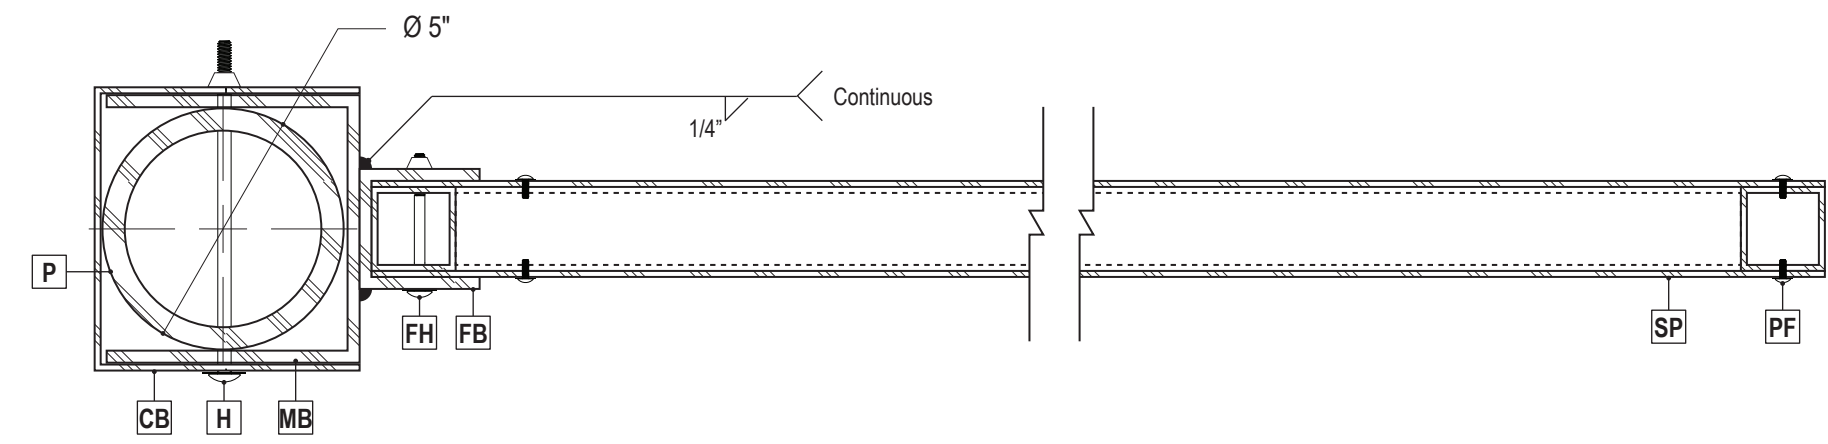 Ø 5"
Continuous
1/4”
P
FH
FB
SP
PF
CB
H
MB